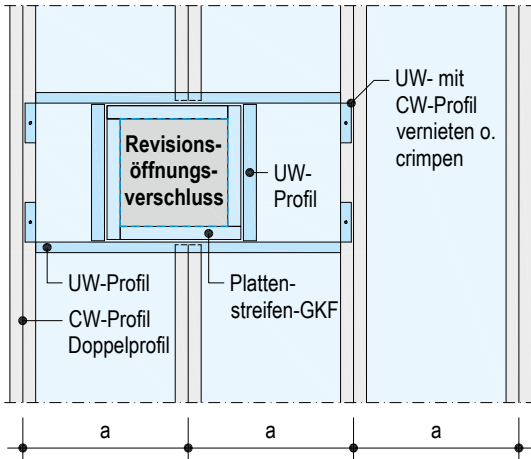 UW- mit
CW-Profil
vernieten o.
crimpen
Revisions-
öffnungs-
verschluss
UW-
Profil
UW-Profil
CW-Profil
Doppelprofil
Platten-
streifen-GKF
a
a
a